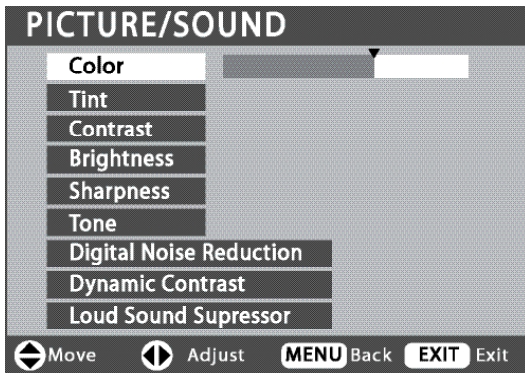 PICTURE/SOUND
Color
Tint
Contrast
Brightness
Sharpness
Tone
Digital Noise Reduction
Dynamic Contrast
Loud Sound Supressor
Move Adjust MENU Back EXIT Exit